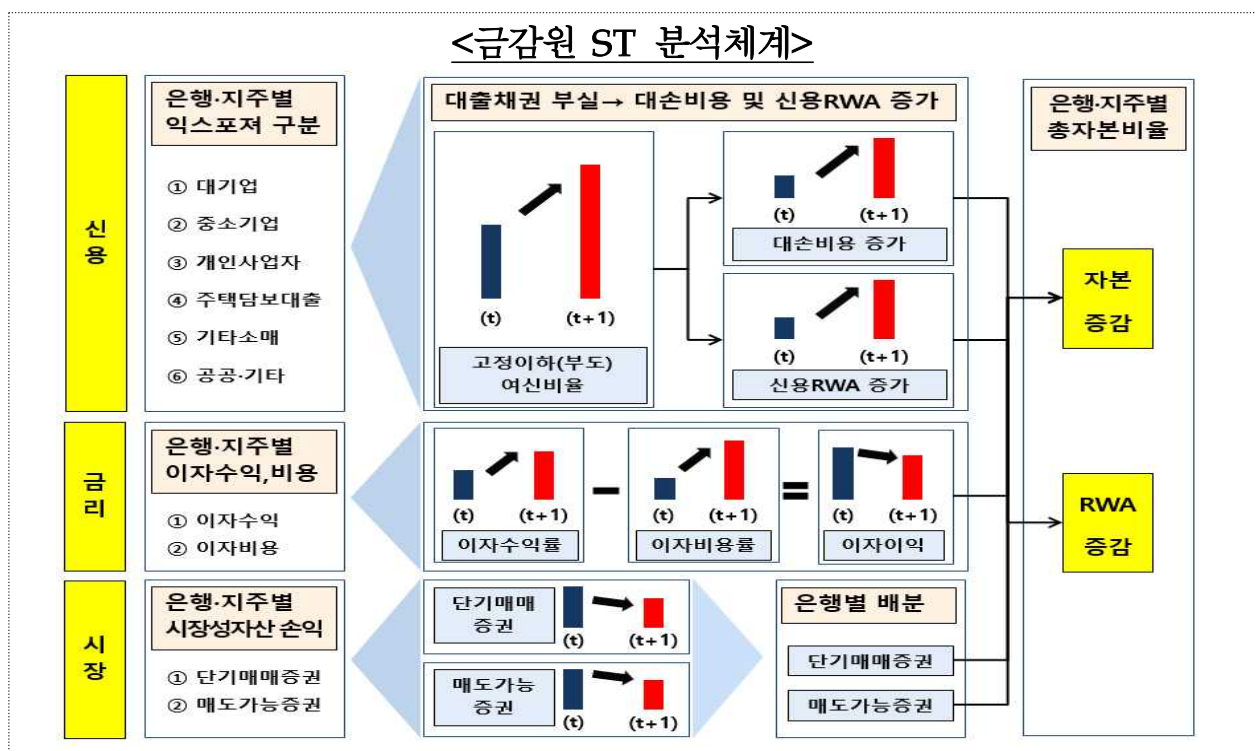 <금감원 ST 분석체계>
신
용
은행·지주별
익스포져 구분
① 대기업
② 중소기업
③ 개인사업자
④ 주택담보대출
⑤ 기타소매
⑥ 공공·기타
대출채권 부실→ 대손비용 및 신용RWA 증가
(t)
(t+1)
고정이하(부도)
여신비율
(t)
(t+1)
대손비용 증가
(t)
(t+1)
신용RWA 증가
은행·지주별
총자본비율
자본
증감
RWA
증감
금
리
은행·지주별
이자수익,비용
① 이자수익
② 이자비용
(t)
(t+1)
이자수익률
(t)
(t+1)
이자비용률
(t)
(t+1)
이자이익
시
장
은행·지주별
시장성자산 손익
① 단기매매증권
② 매도가능증권
단기매매
증권
(t)
(t+1)
매도가능
증권
(t)
(t+1)
은행별 배분
단기매매증권
매도가능증권